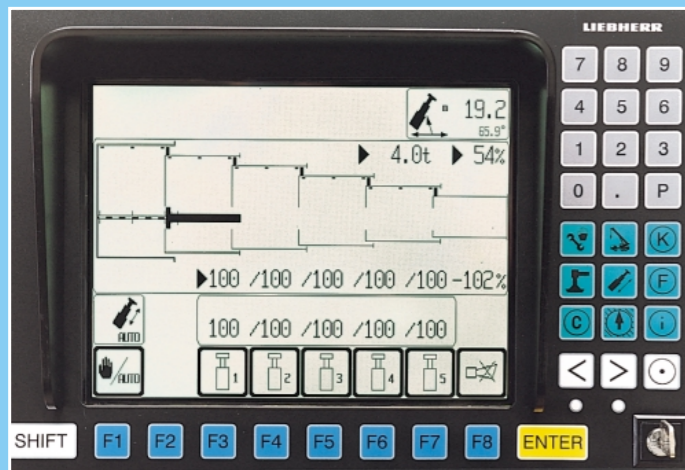 LIEBHERR
19.2
65.9°
4.0t 54%
100 /100 /100 /100 /100 -102%
100 /100 /100 /100 /100
AUTO
/AUTO 1 2 3 4 5
7 8 9
4 5 6
1 2 3
0 . P
K
F
C i
< >
SHIFT F1 F2 F3 F4 F5 F6 F7 F8 ENTER